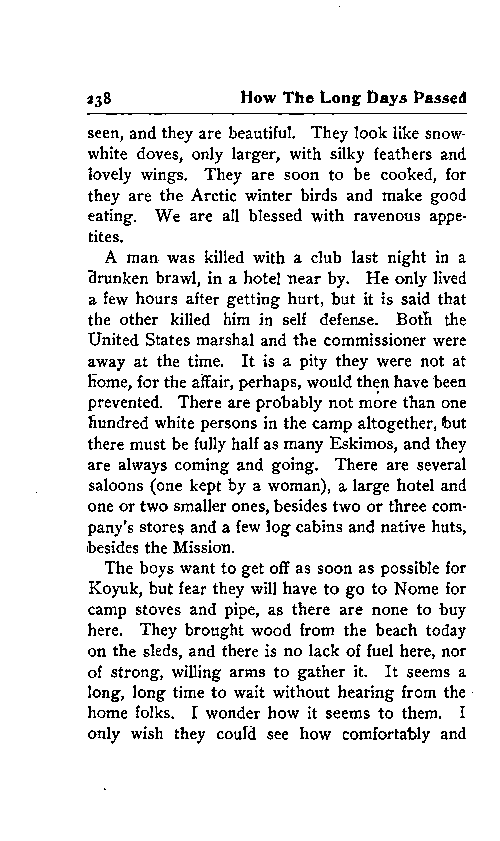 238 How The Long Days Passed
seen, and they are beautiful. They look like snow-
white doves, only larger, with silky feathers and
lovely wings. They are soon to be cooked, for
they are the Arctic winter birds and make good
eating. We are all blessed with ravenous appe-
tites.
A man was killed with a club last night in a
drunken brawl, in a hotel near by. He only lived
a few hours after getting hurt, but it is said that
the other killed him in self defense. Both the
United States marshal and the commissioner were
away at the time. It is a pity they were not at
home, for the affair, perhaps, would then have been
prevented. There are probably not more than one
hundred white persons in the camp altogether, but
there must be fully half as many Eskimos, and they
are always coming and going. There are several
saloons (one kept by a woman), a large hotel and
one or two smaller ones, besides two or three com-
pany's stores and a few log cabins and native huts,
besides the Mission.
The boys want to get off as soon as possible for
Koyuk, but fear they will have to go to Nome for
camp stoves and pipe, as there are none to buy
here. They brought wood from the beach today
on the sleds, and there is no lack of fuel here, nor
of strong, willing arms to gather it. It seems a
long, long time to wait without hearing from the
home folks. I wonder how it seems to them. I
only wish they could see how comfortably and